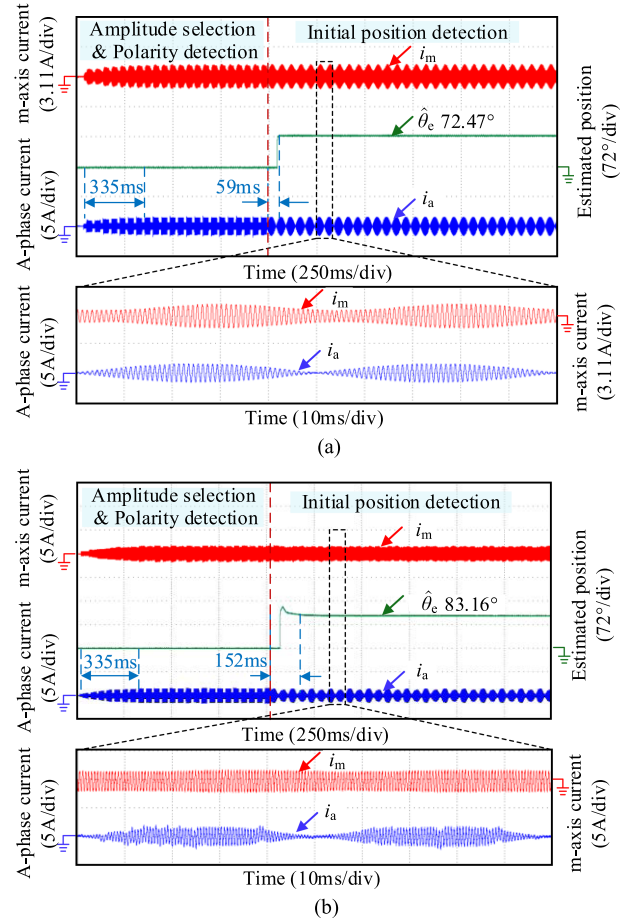 (a)
Amplitude selection
& Polarity detection
Initial position detection
m-axis current
(3.11A/div)
i_m
θ̂_e 72.47°
Estimated position
(72°/div)
335ms
59ms
A-phase current
(5A/div)
i_a
Time (250ms/div)
A-phase current
(5A/div)
i_m
i_a
m-axis current
(3.11A/div)
Time (10ms/div)
(a)
Amplitude selection
& Polarity detection
Initial position detection
m-axis current
(5A/div)
i_m
θ̂_e 83.16°
Estimated position
(72°/div)
335ms
152ms
A-phase current
(5A/div)
i_a
Time (250ms/div)
A-phase current
(5A/div)
i_m
i_a
m-axis current
(5A/div)
Time (10ms/div)
(b)